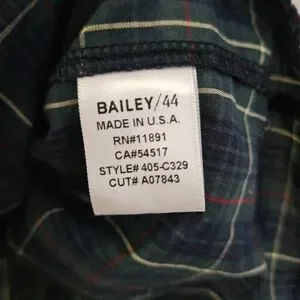 BAILEY/44
MADE IN U.S.A.
RN#11891
CA#54517
STYLE# 405-C329
CUT# A07843